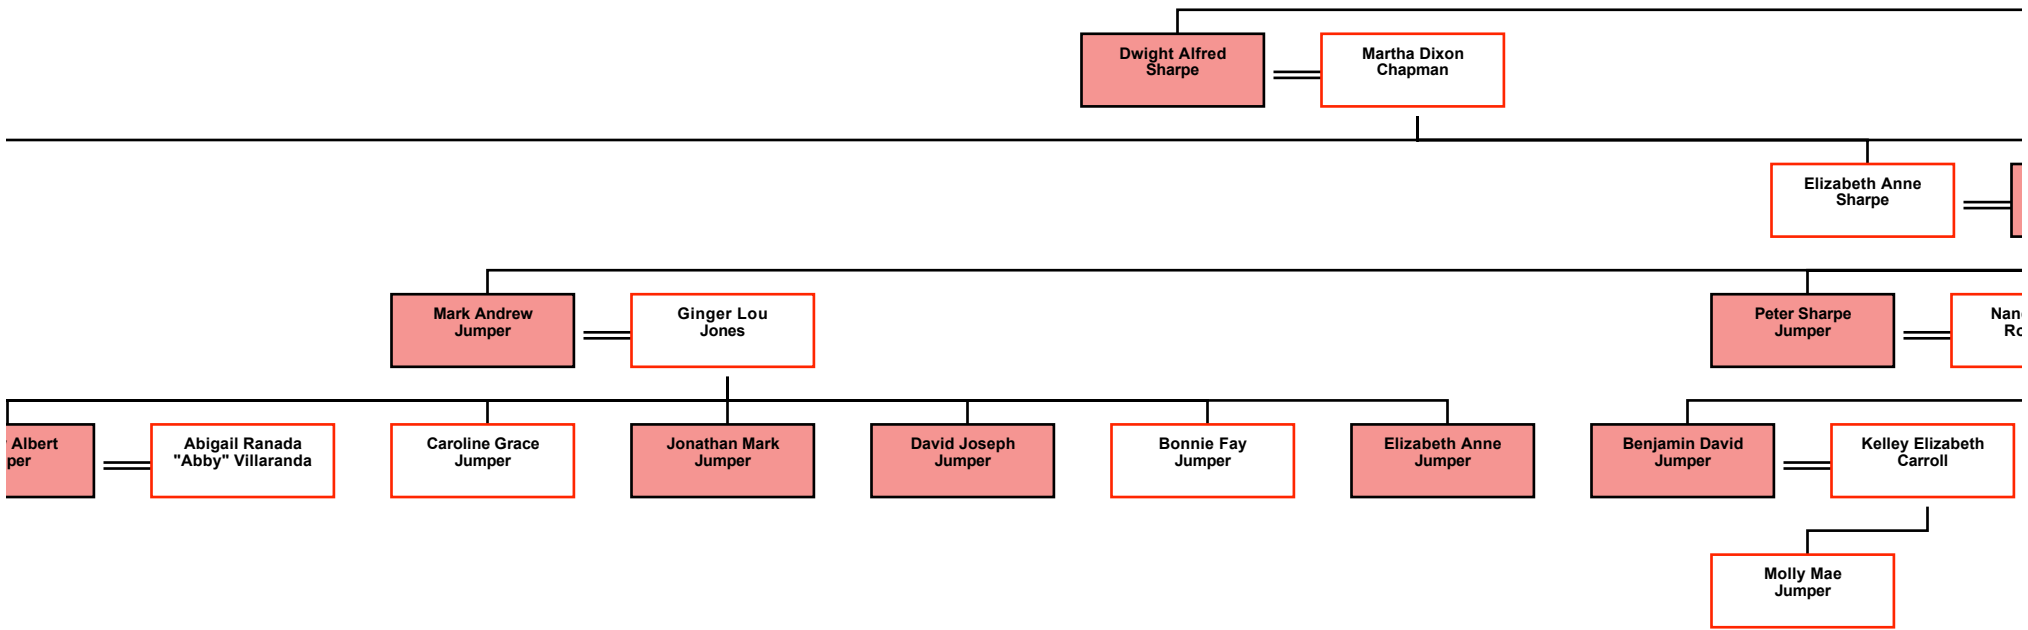 Dwight Alfred
Sharpe
Martha Dixon
Chapman
Elizabeth Anne
Sharpe
Mark Andrew
Jumper
Ginger Lou
Jones
Peter Sharpe
Jumper
Albert
Abigail Ranada
"Abby" Villaranda
Caroline Grace
Jumper
Jonathan Mark
Jumper
David Joseph
Jumper
Bonnie Fay
Jumper
Elizabeth Anne
Jumper
Benjamin David
Jumper
Kelley Elizabeth
Carroll
Molly Mae
Jumper